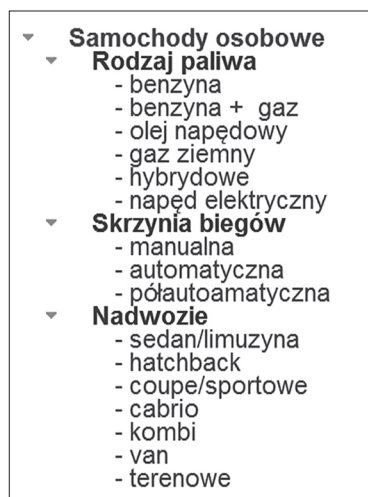 Samochody osobowe
Rodzaj paliwa
- benzyna
- benzyna + gaz
- olej napędowy
- gaz ziemny
- hybrydowe
- napęd elektryczny
Skrzynia biegów
- manualna
- automatyczna
- półautoamatyczna
Nadwozie
- sedan/limuzyna
- hatchback
- coupe/sportowe
- cabrio
- kombi
- van
- terenowe